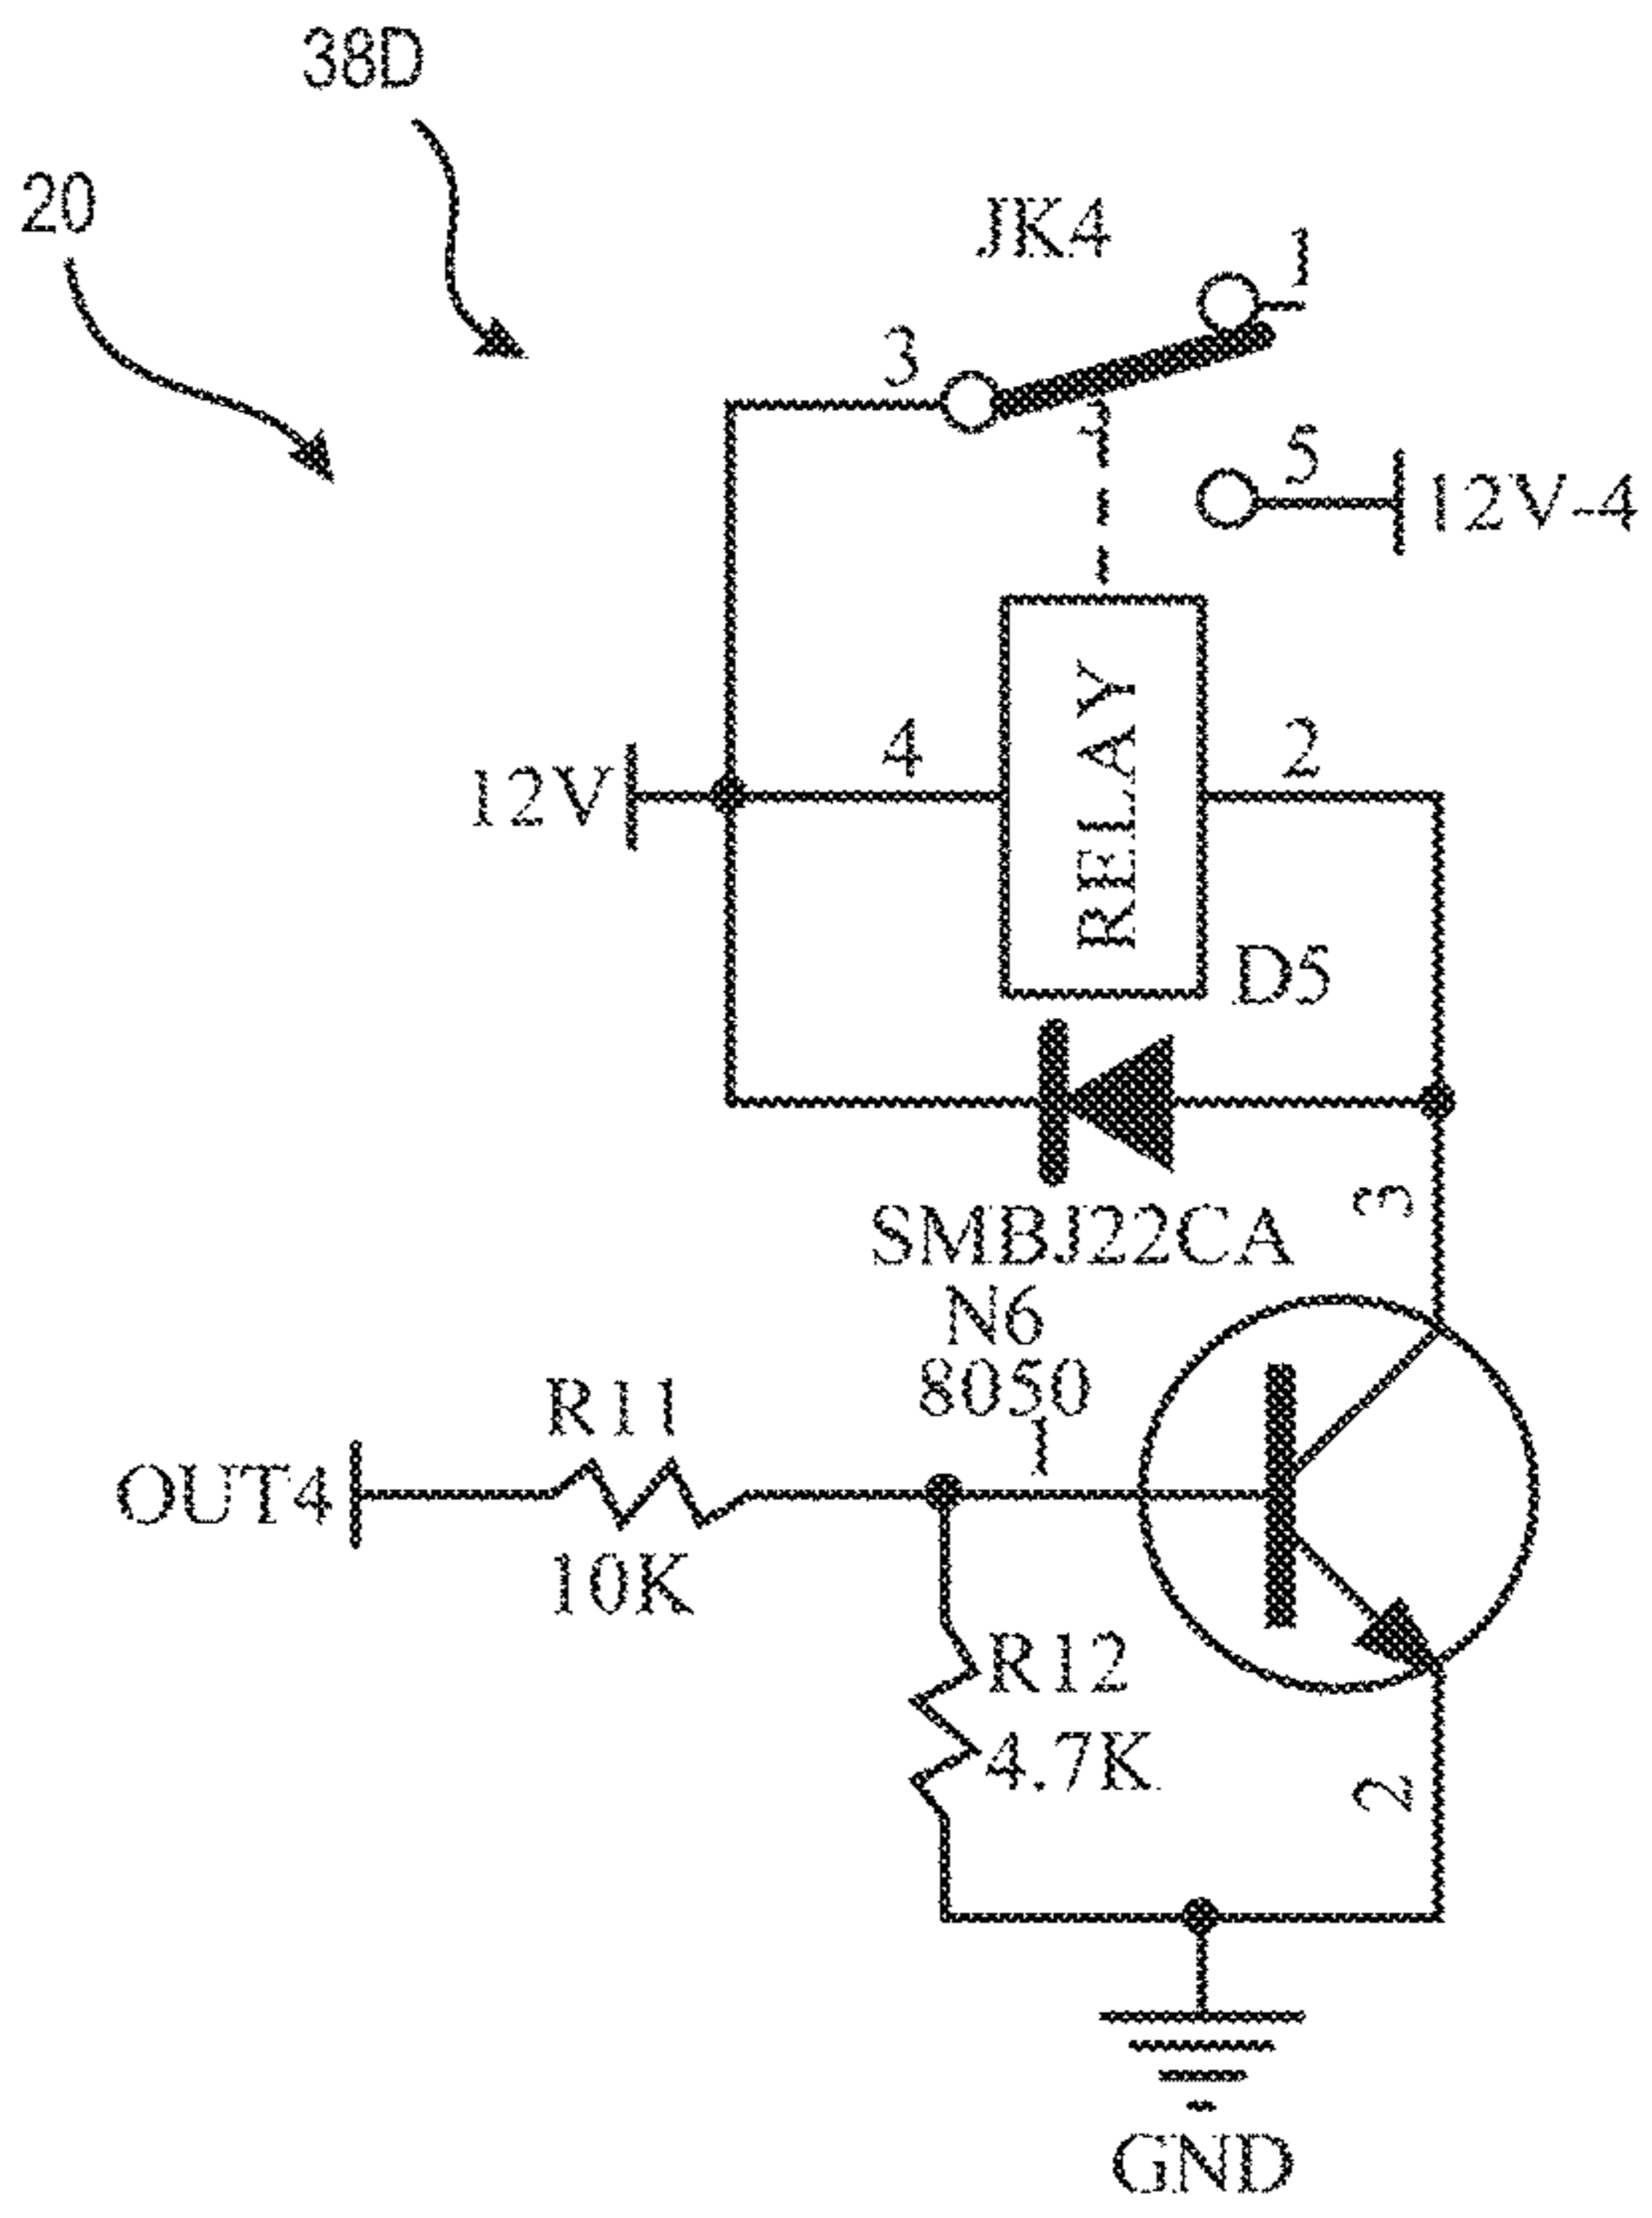 38D
20
JK4
1
3
5
12V-4
4
2
12V
RELAY
D5
SMBJ22CA
3
N6
8050
1
R11
OUT4
10K
R12
4.7K
2
GND